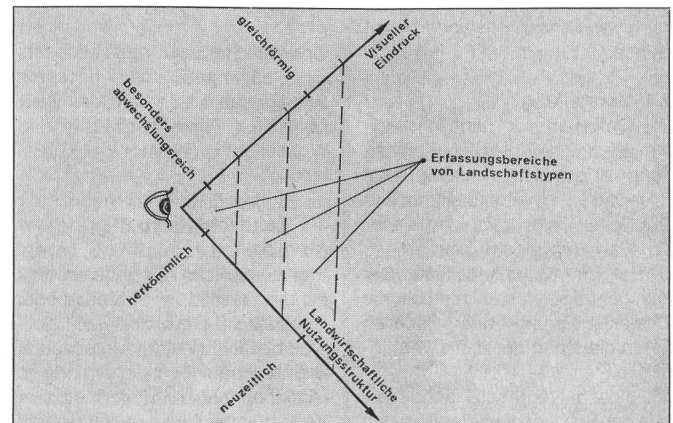 gleichförmig
Visueller
Eindruck
besonders
abwechslungsreich
Erfassungsbereiche
von Landschaftstypen
herkömmlich
Landwirtschaftliche
Nutzungsstruktur
neuzeitlich